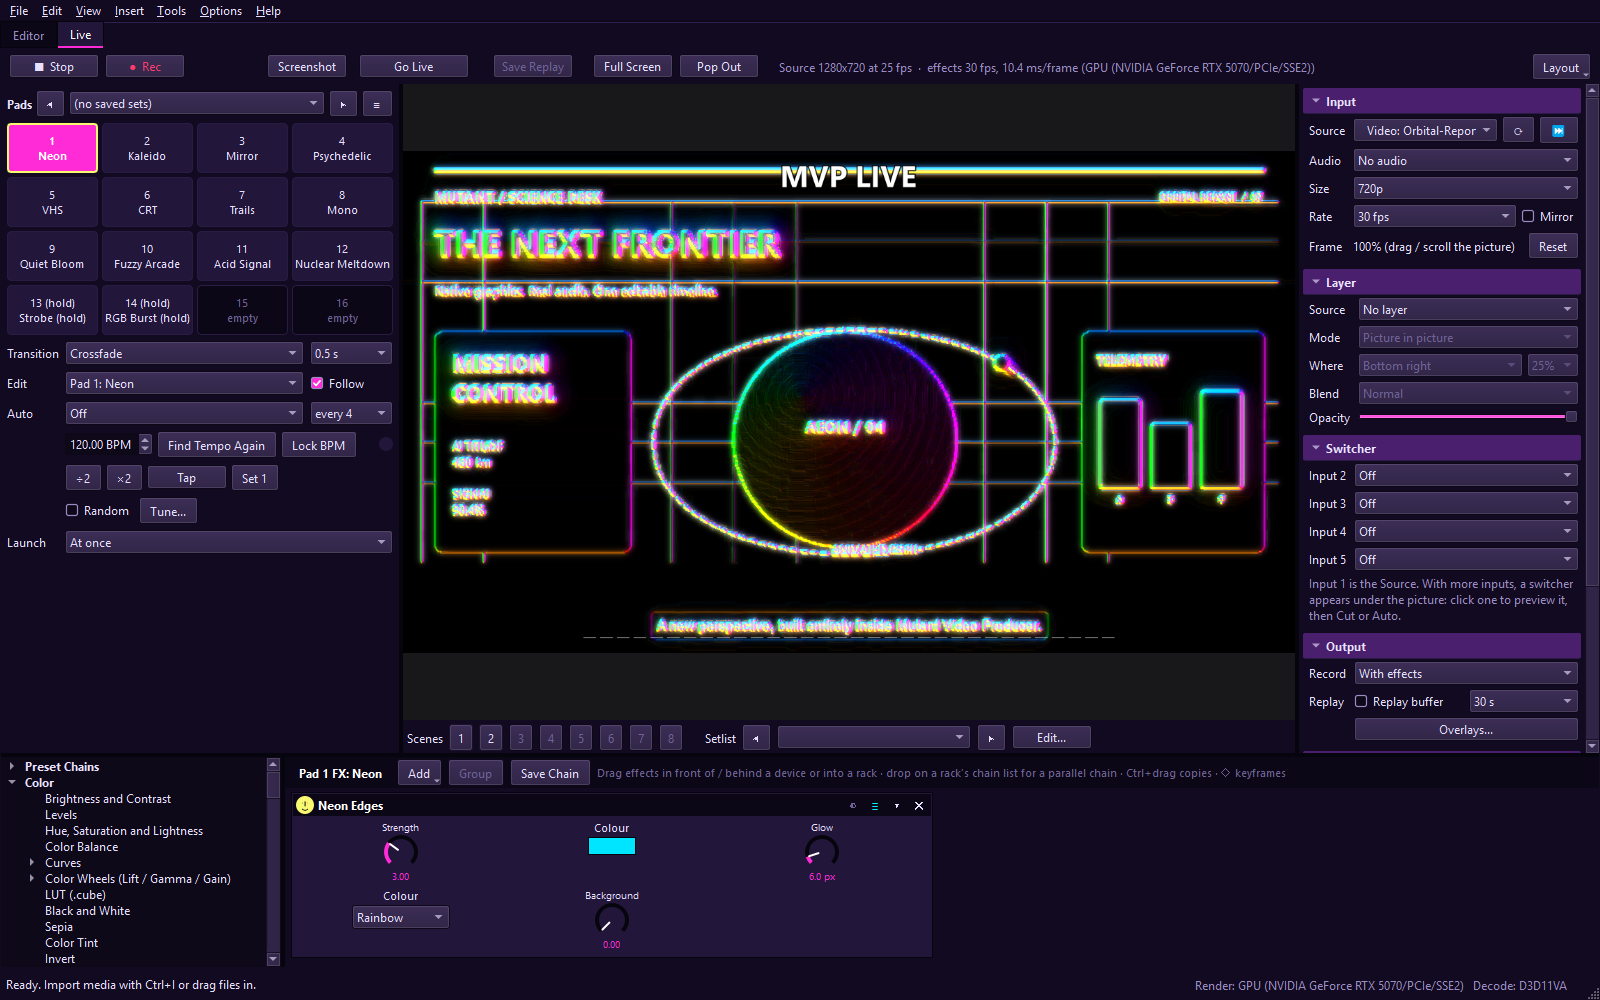 File Edit View Insert Tools Options Help
Editor Live
Stop Rec Screenshot Go Live Save Replay Full Screen Pop Out Source 1280x720 at 25 fps · effects 30 fps, 10.4 ms/frame (GPU (NVIDIA GeForce RTX 5070/PCIe/SSE2)) Layout
Pads (no saved sets)
1 Neon
2 Kaleido
3 Mirror
4 Psychedelic
5 VHS
6 CRT
7 Trails
8 Mono
9 Quiet Bloom
10 Fuzzy Arcade
11 Acid Signal
12 Nuclear Meltdown
13 (hold) Strobe (hold)
14 (hold) RGB Burst (hold)
15 empty
16 empty
Transition Crossfade 0.5 s
Edit Pad 1: Neon Follow
Auto Off every 4
120.00 BPM Find Tempo Again Lock BPM
÷2 ×2 Tap Set 1
Random Tune...
Launch At once
MVP LIVE
MUTANT / SCIENCE DESK
ORBITAL REPORT / 07
THE NEXT FRONTIER
Native graphics. Real audio. One editable timeline.
MISSION
CONTROL
ALTITUDE
SIGNAL
AEON / 04
TELEMETRY
A new perspective, built entirely inside Mutant Video Producer.
Scenes 1 2 3 4 5 6 7 8 Setlist Edit...
Input
Source Video: Orbital-Repor
Audio No audio
Size 720p
Rate 30 fps Mirror
Frame 100% (drag / scroll the picture) Reset
Layer
Source No layer
Mode Picture in picture
Where Bottom right 25%
Blend Normal
Opacity
Switcher
Input 2 Off
Input 3 Off
Input 4 Off
Input 5 Off
Input 1 is the Source. With more inputs, a switcher
appears under the picture: click one to preview it,
then Cut or Auto.
Output
Record With effects
Replay Replay buffer 30 s
Overlays...
Preset Chains
Color
Brightness and Contrast
Levels
Hue, Saturation and Lightness
Color Balance
Curves
Color Wheels (Lift / Gamma / Gain)
LUT (.cube)
Black and White
Sepia
Color Tint
Invert
Pad 1 FX: Neon Add Group Save Chain Drag effects in front of / behind a device or into a rack · drop on a rack's chain list for a parallel chain · Ctrl+drag copies · ◇ keyframes
Neon Edges
Strength Colour Glow
3.00 6.0 px
Colour Background
Rainbow
0.00
Ready. Import media with Ctrl+I or drag files in.
Render: GPU (NVIDIA GeForce RTX 5070/PCIe/SSE2) Decode: D3D11VA